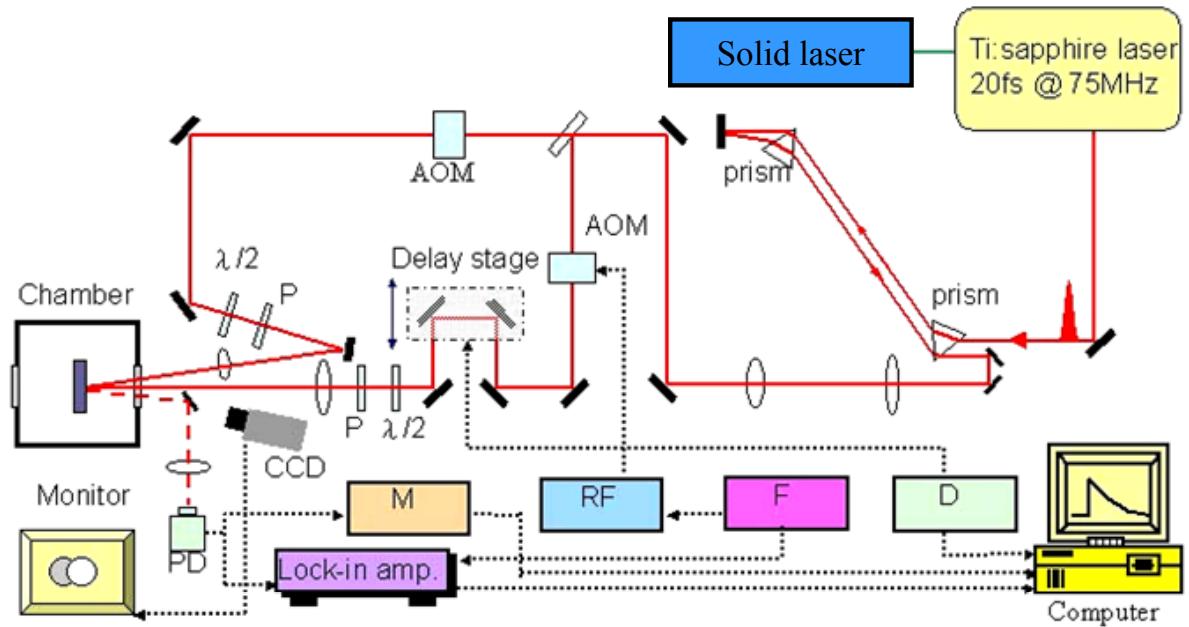 Solid laser
Ti:sapphire laser
20fs @ 75MHz
AOM
prism
AOM
λ/2
P
Delay stage
Chamber
prism
P
λ/2
CCD
Monitor
M
RF
F
D
PD
Lock-in amp.
Computer